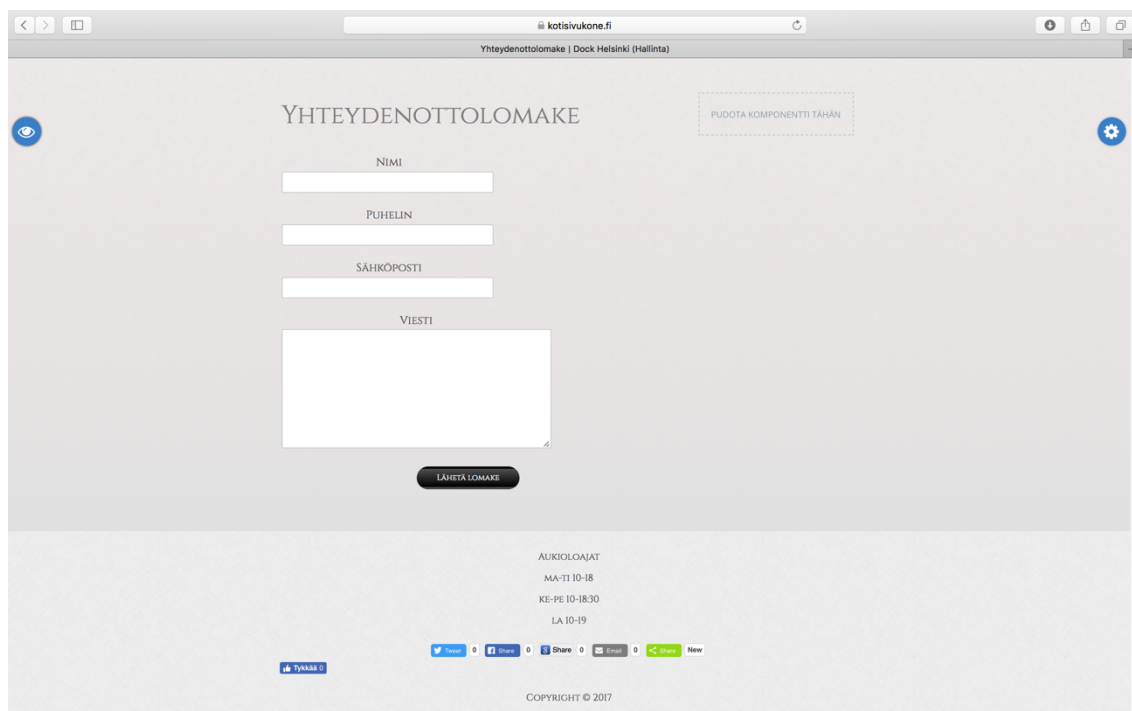 kotisivukone.fi
Yhteydenottolomake | Dock Helsinki (Hallinta)
Yhteydenottolomake
PUDOTA KOMPONENTTI TÄHÄN
Nimi
Puhelin
Sähköposti
Viesti
Lähetä lomake
Aukioloajat
ma-ti 10-18
ke-pe 10-18:30
la 10-19
Tweet 0 Share 0 Share 0 Email 0 Share New
Tykkää 0
Copyright © 2017